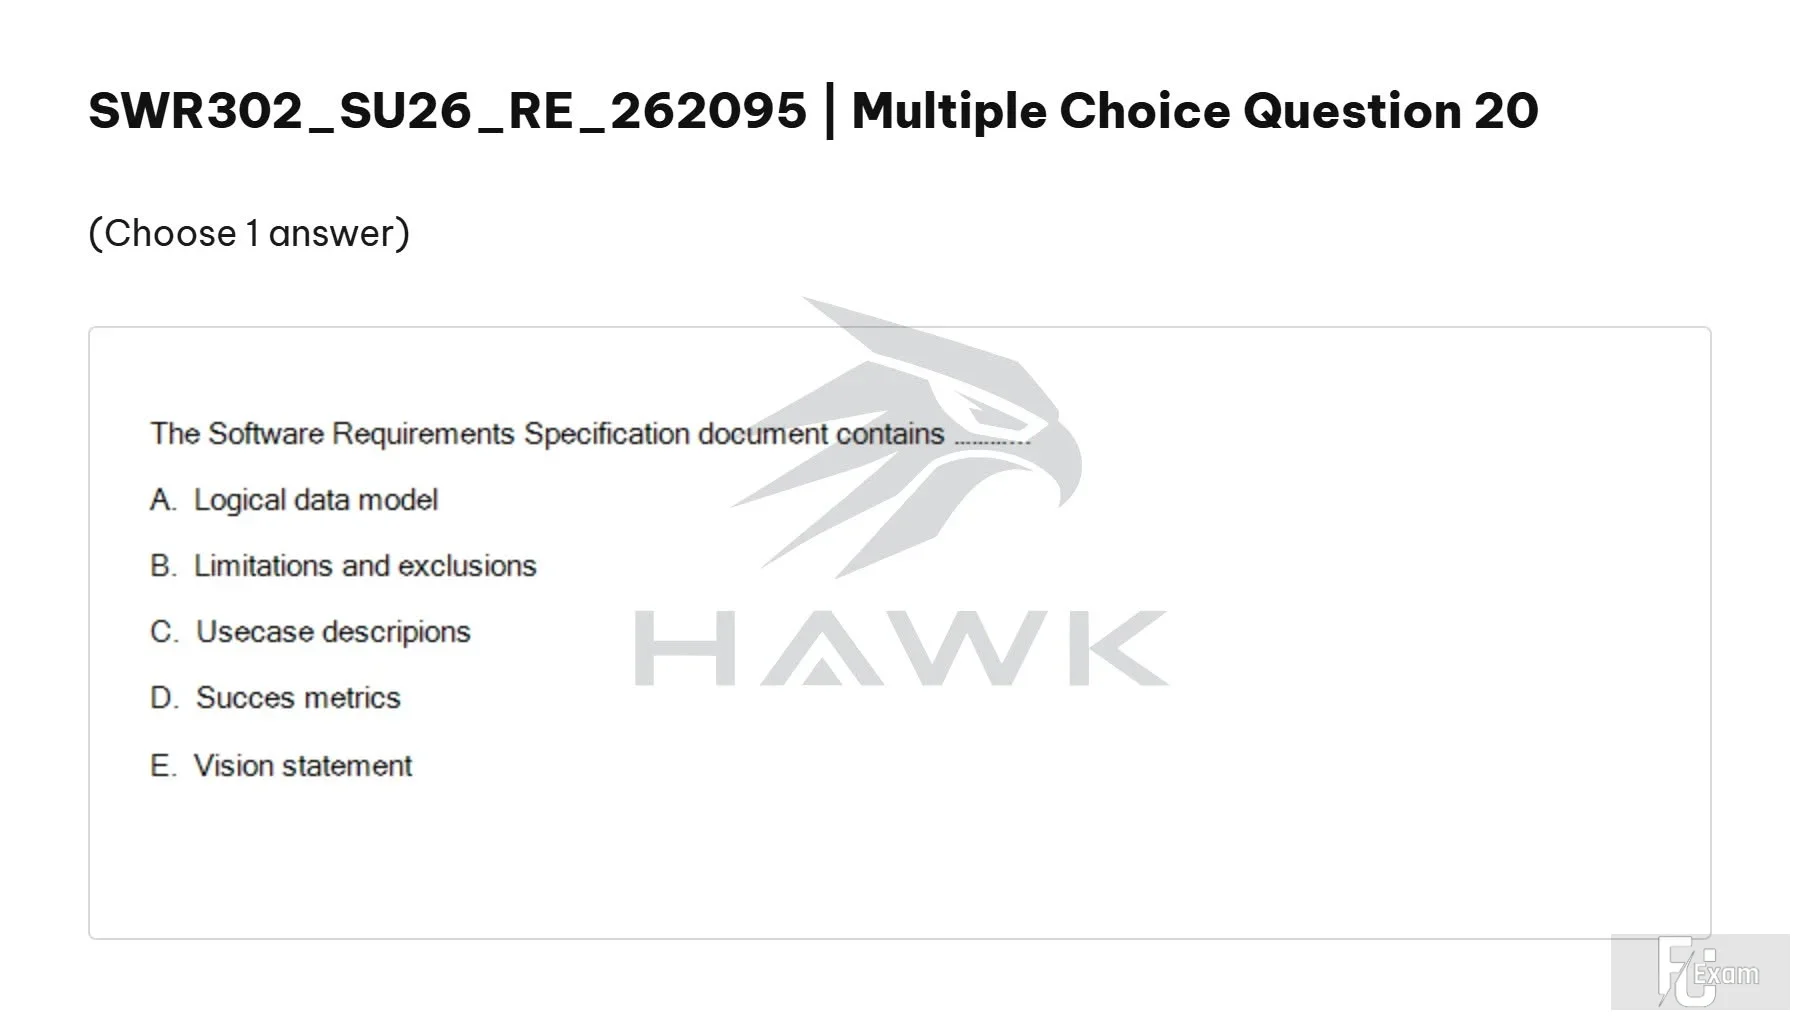 SWR302_SU26_RE_262095 | Multiple Choice Question 20
(Choose 1 answer)
The Software Requirements Specification document contains ............
A. Logical data model
B. Limitations and exclusions
C. Usecase descripions
D. Succes metrics
E. Vision statement
HAWK
FU Exam